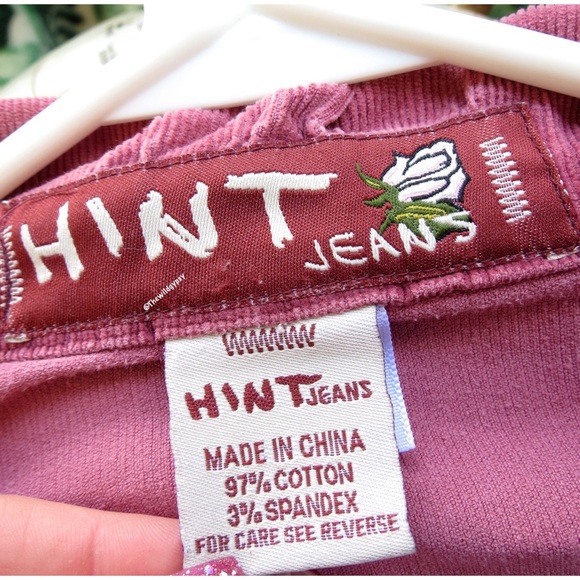 HINT
JEANS
©Thewildgypsy
HINT JEANS
MADE IN CHINA
97% COTTON
3% SPANDEX
FOR CARE SEE REVERSE